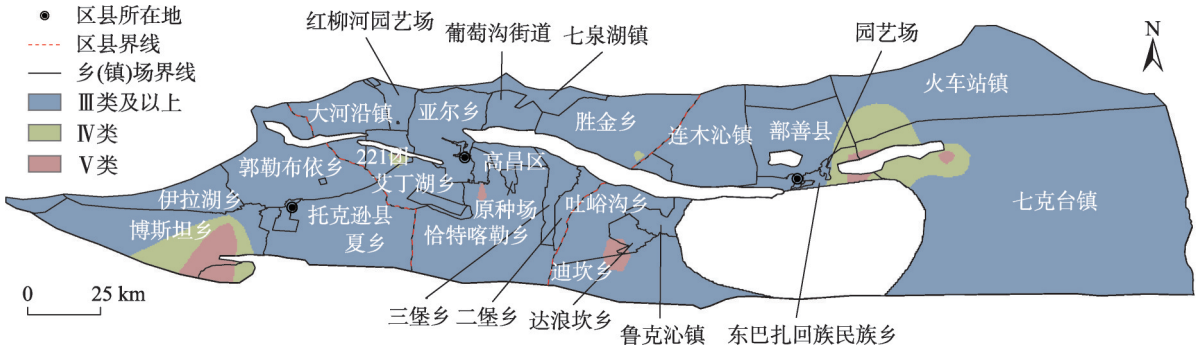 区县所在地
区县界线
乡(镇)场界线
Ⅲ类及以上
Ⅳ类
Ⅴ类
红柳河园艺场
葡萄沟街道
七泉湖镇
园艺场
N
火车站镇
大河沿镇
亚尔乡
胜金乡
连木沁镇
鄯善县
221团
高昌区
郭勒布依乡
艾丁湖乡
伊拉湖乡
托克逊县
原种场
吐峪沟乡
七克台镇
博斯坦乡
夏乡
恰特喀勒乡
迪坎乡
0 25 km
三堡乡
二堡乡
达浪坎乡
鲁克沁镇
东巴扎回族民族乡